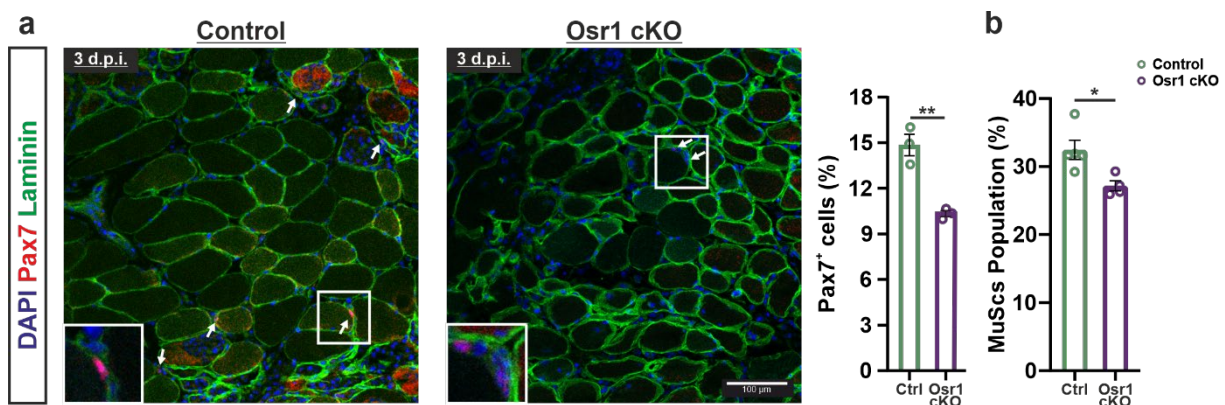 a
Control
Osr1 cKO
b
DAPI Pax7 Laminin
3 d.p.i.
3 d.p.i.
100 μm
Pax7+ cells (%)
18
15
12
9
6
3
0
**
Ctrl
Osr1
cKO
MuScs Population (%)
40
30
20
10
0
*
Ctrl
Osr1
cKO
Control
Osr1 cKO